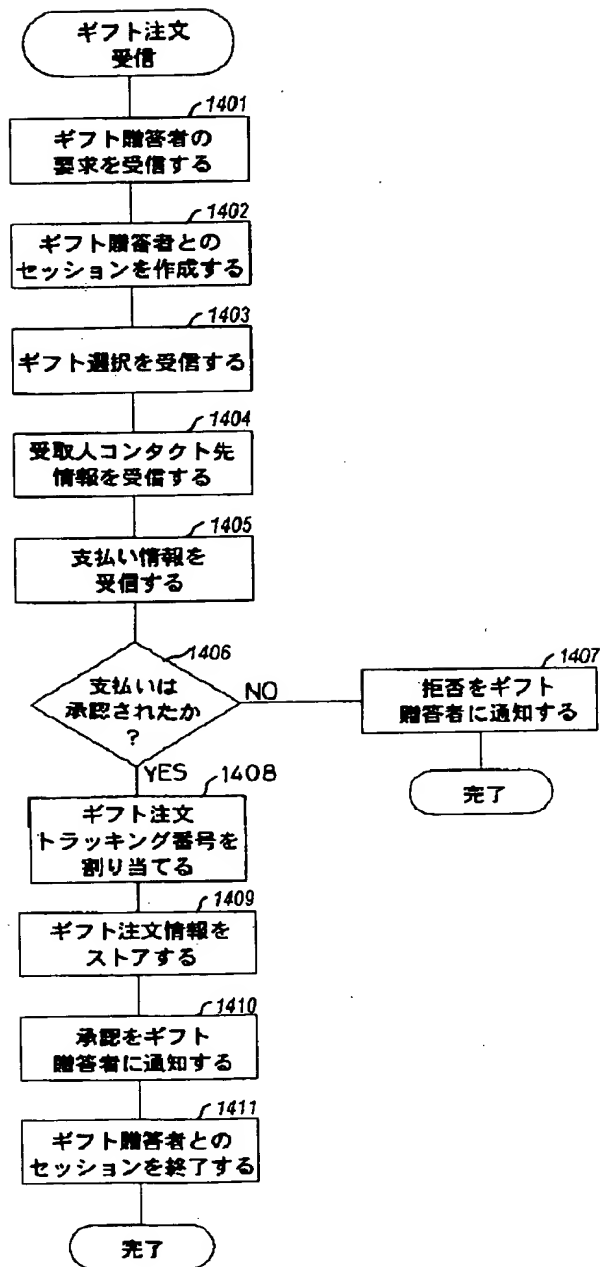 ギフト注文
受信
1401
ギフト贈答者の
要求を受信する
1402
ギフト贈答者との
セッションを作成する
1403
ギフト選択を受信する
1404
受取人コンタクト先
情報を受信する
1405
支払い情報を
受信する
1406
支払いは
承認されたか
?
NO
1407
拒否をギフト
贈答者に通知する
完了
YES
1408
ギフト注文
トラッキング番号を
割り当てる
1409
ギフト注文情報を
ストアする
1410
承認をギフト
贈答者に通知する
1411
ギフト贈答者との
セッションを終了する
完了